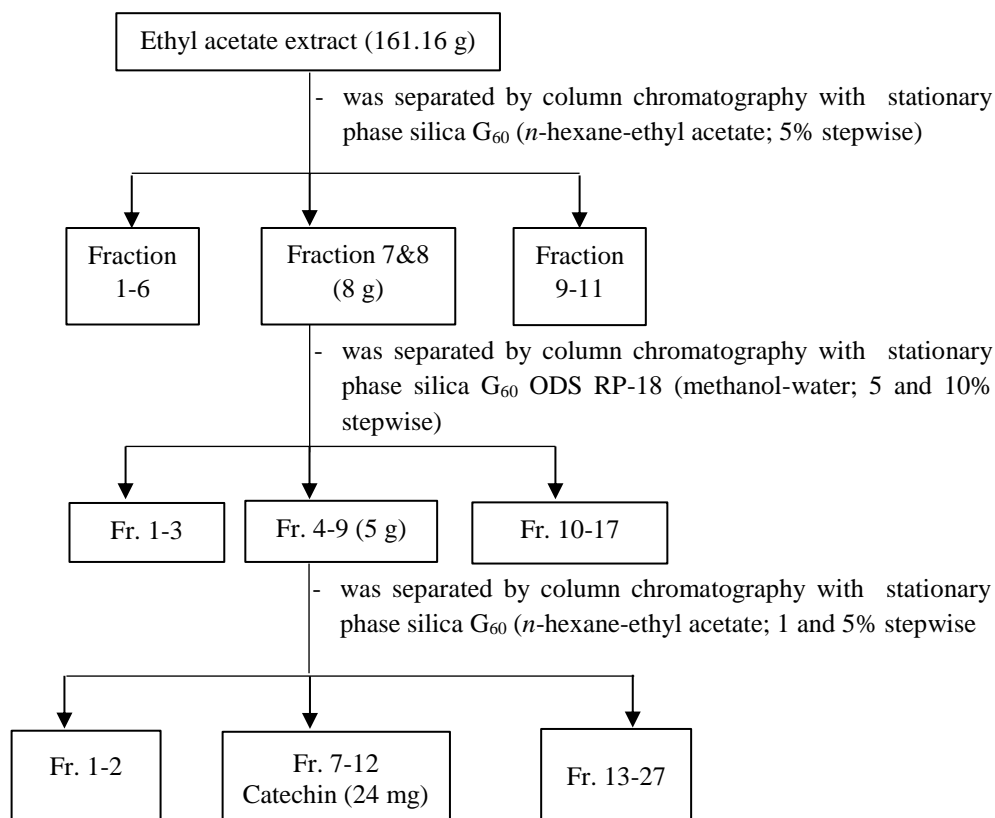 Ethyl acetate extract (161.16 g)
- was separated by column chromatography with stationary
phase silica G₆₀ (n-hexane-ethyl acetate; 5% stepwise)
Fraction
1-6
Fraction 7&8
(8 g)
Fraction
9-11
- was separated by column chromatography with stationary
phase silica G₆₀ ODS RP-18 (methanol-water; 5 and 10%
stepwise)
Fr. 1-3
Fr. 4-9 (5 g)
Fr. 10-17
- was separated by column chromatography with stationary
phase silica G₆₀ (n-hexane-ethyl acetate; 1 and 5% stepwise
Fr. 1-2
Fr. 7-12
Catechin (24 mg)
Fr. 13-27